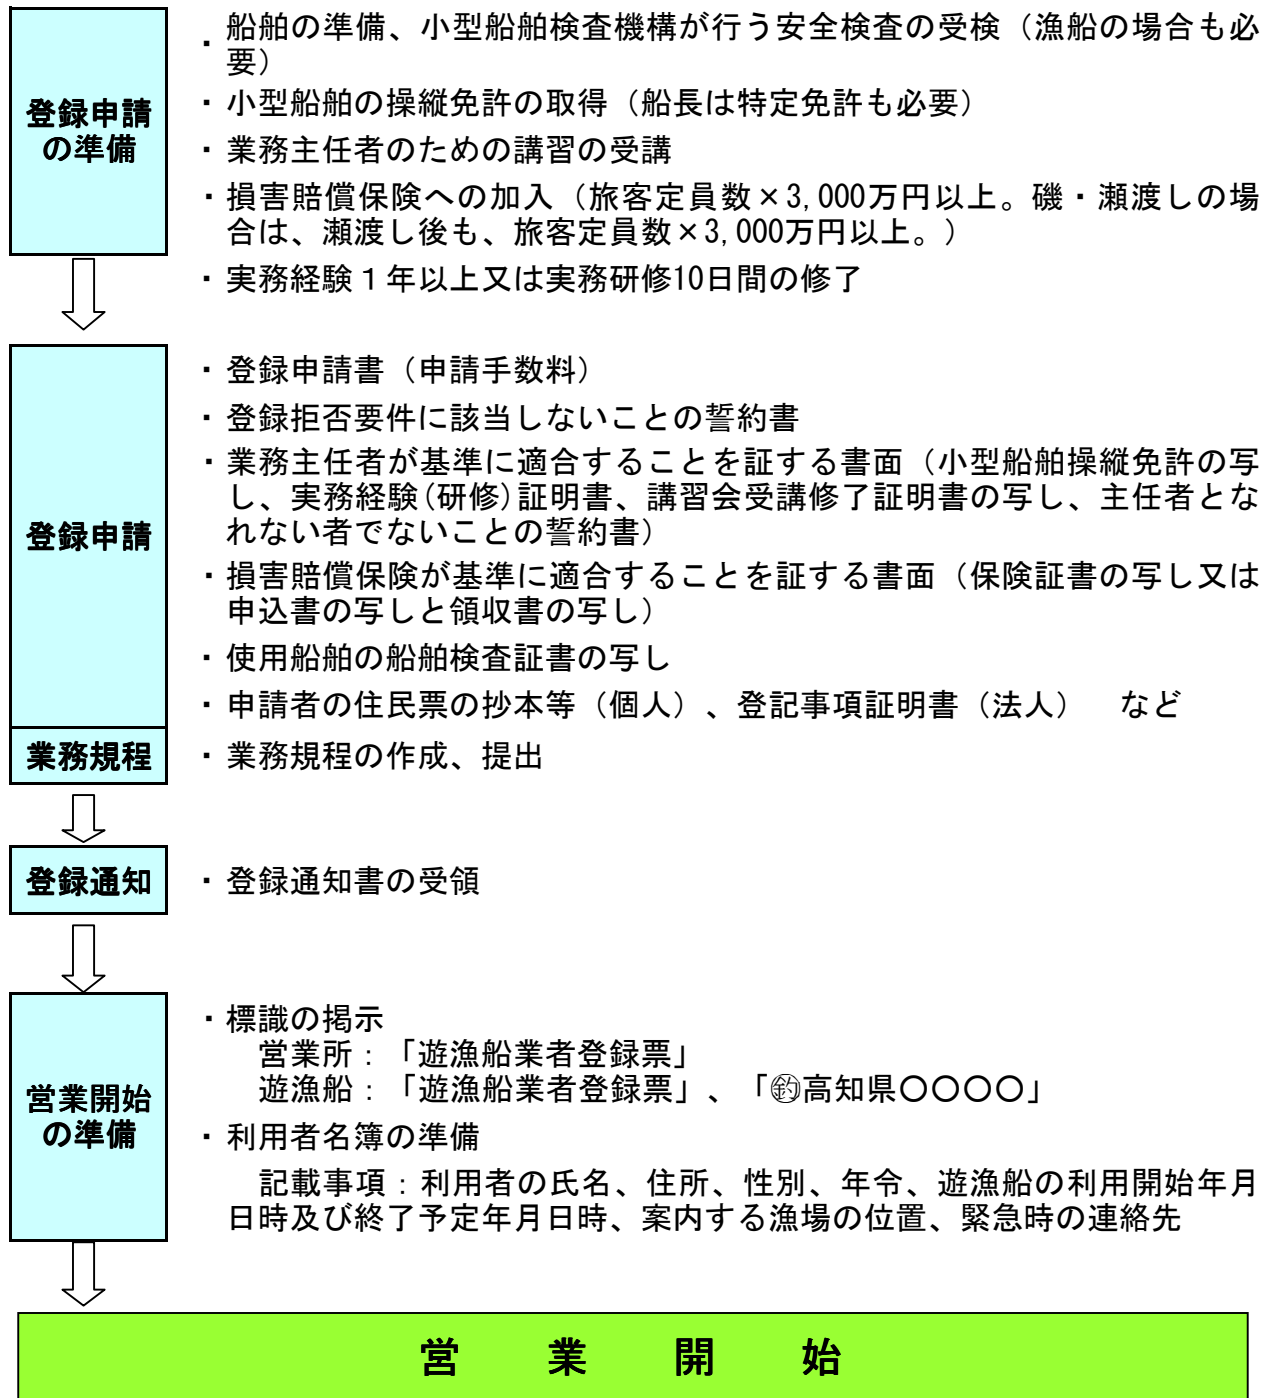 登録申請
の準備
・船舶の準備、小型船舶検査機構が行う安全検査の受検（漁船の場合も必
要）
・小型船舶の操縦免許の取得（船長は特定免許も必要）
・業務主任者のための講習の受講
・損害賠償保険への加入（旅客定員数×3,000万円以上。磯・瀬渡しの場
合は、瀬渡し後も、旅客定員数×3,000万円以上。）
・実務経験１年以上又は実務研修10日間の修了
登録申請
・登録申請書（申請手数料）
・登録拒否要件に該当しないことの誓約書
・業務主任者が基準に適合することを証する書面（小型船舶操縦免許の写
し、実務経験(研修)証明書、講習会受講修了証明書の写し、主任者とな
れない者でないことの誓約書）
・損害賠償保険が基準に適合することを証する書面（保険証書の写し又は
申込書の写しと領収書の写し）
・使用船舶の船舶検査証書の写し
・申請者の住民票の抄本等（個人）、登記事項証明書（法人）　など
業務規程
・業務規程の作成、提出
登録通知
・登録通知書の受領
営業開始
の準備
・標識の掲示
営業所：「遊漁船業者登録票」
遊漁船：「遊漁船業者登録票」、「㊥高知県〇〇〇〇」
・利用者名簿の準備
記載事項：利用者の氏名、住所、性別、年令、遊漁船の利用開始年月
日時及び終了予定年月日時、案内する漁場の位置、緊急時の連絡先
営　業　開　始